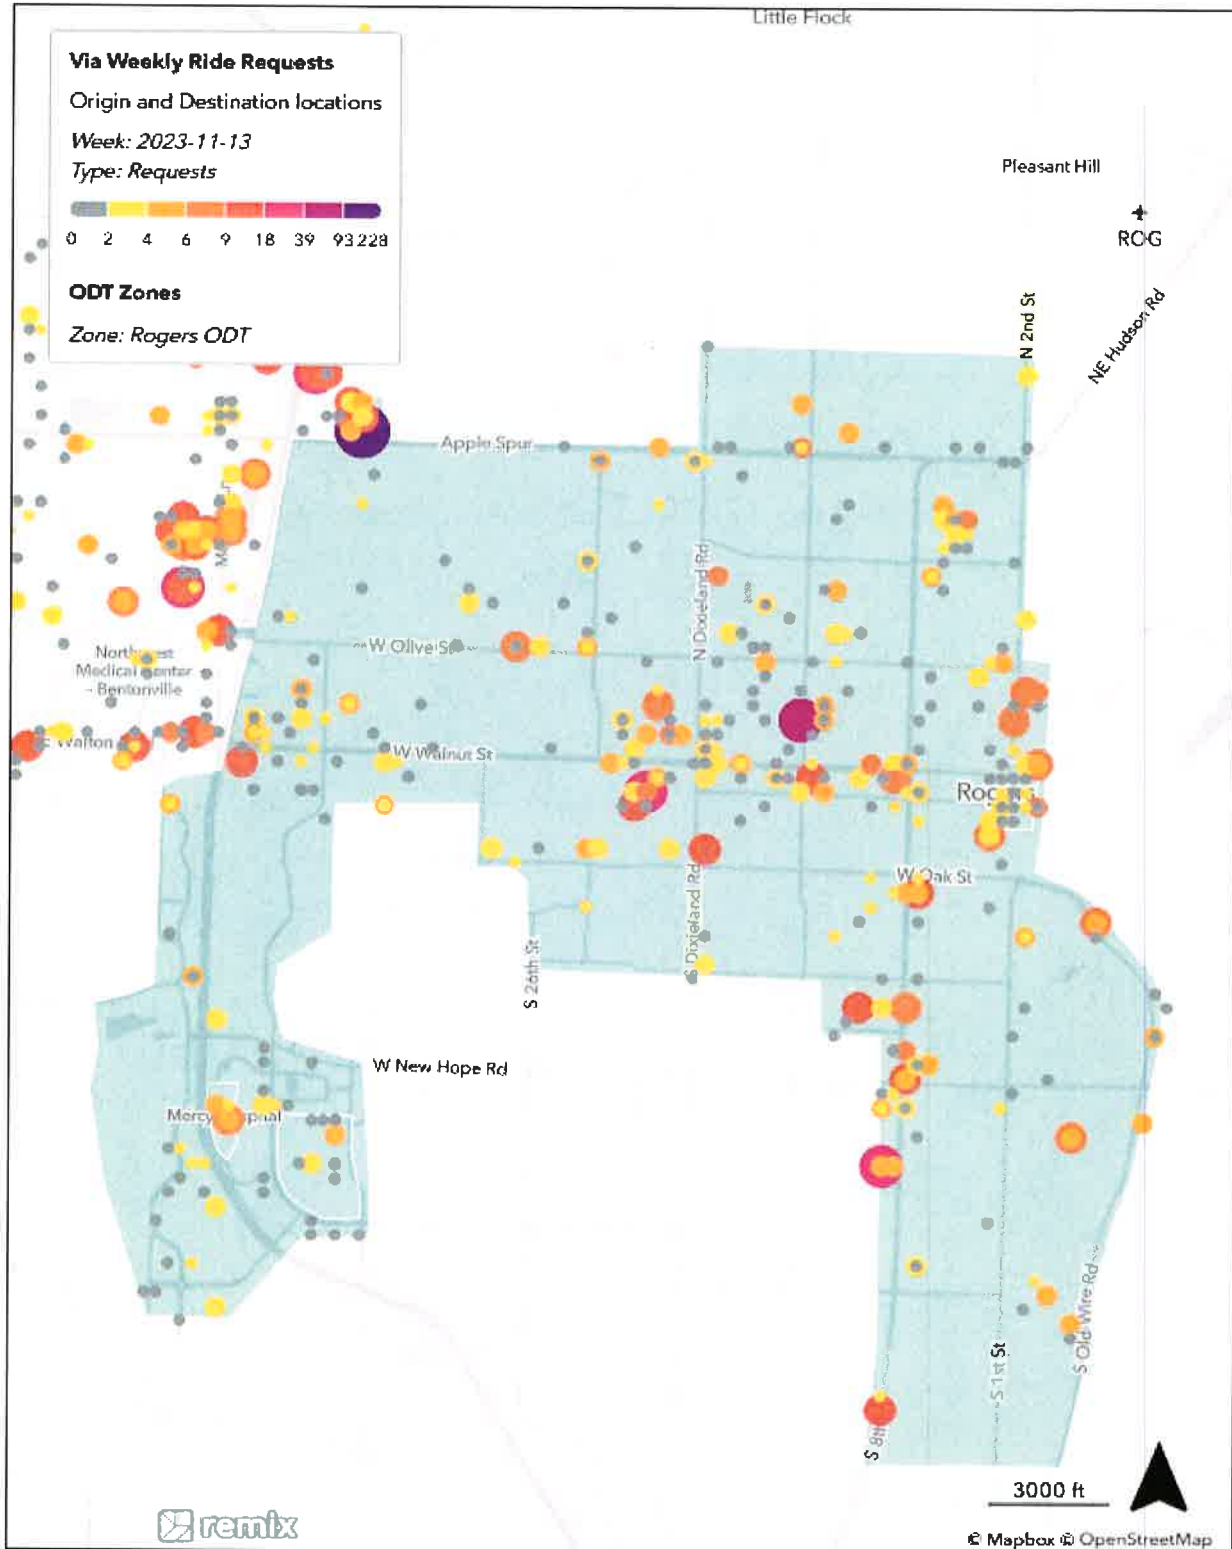 Little Flock
Via Weekly Ride Requests
Origin and Destination locations
Week: 2023-11-13
Type: Requests
0 2 4 6 9 18 39 93 228
ODT Zones
Zone: Rogers ODT
Pleasant Hill
ROG
N 2nd St
NE Hudson Rd
Apple Spur
N Dixieland Rd
W Olive St
Medical
- Bentonville
Walton
W Walnut St
W Oak St
S Dixieland Rd
S 26th St
W New Hope Rd
Mercy
S Old Wire Rd
S 1st St
S 8th
3000 ft
remix
© Mapbox © OpenStreetMap